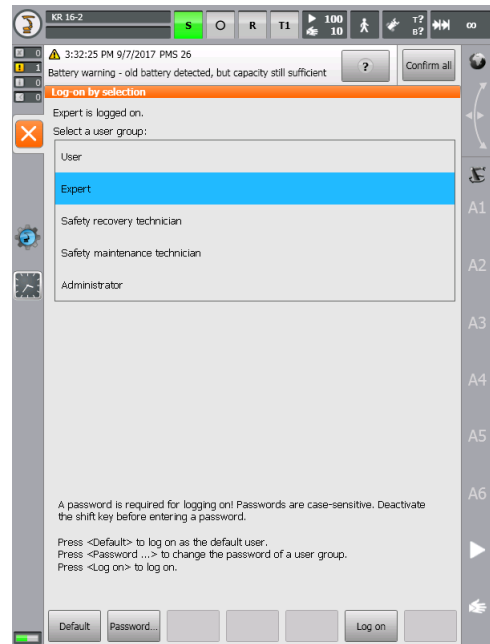 KR 16-2
S O R T1 100 10 T? B? ∞
0
1
0
0
3:32:25 PM 9/7/2017 PMS 26
Battery warning - old battery detected, but capacity still sufficient
? Confirm all
Log-on by selection
Expert is logged on.
Select a user group:
User
Expert
Safety recovery technician
Safety maintenance technician
Administrator
A1
A2
A3
A4
A5
A6
A password is required for logging on! Passwords are case-sensitive. Deactivate
the shift key before entering a password.
Press <Default> to log on as the default user.
Press <Password ...> to change the password of a user group.
Press <Log on> to log on.
Default Password... Log on